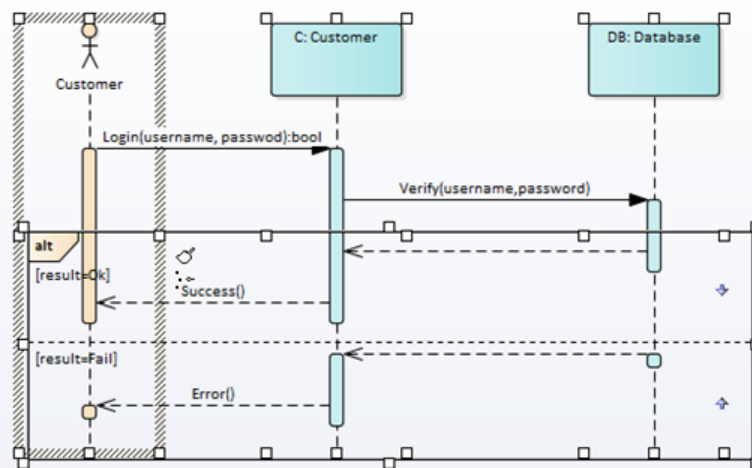 C: Customer
DB: Database
Customer
Login(username, passwod):bool
Verify(username,password)
alt
[result=Ok]
Success()
[result=Fail]
Error()